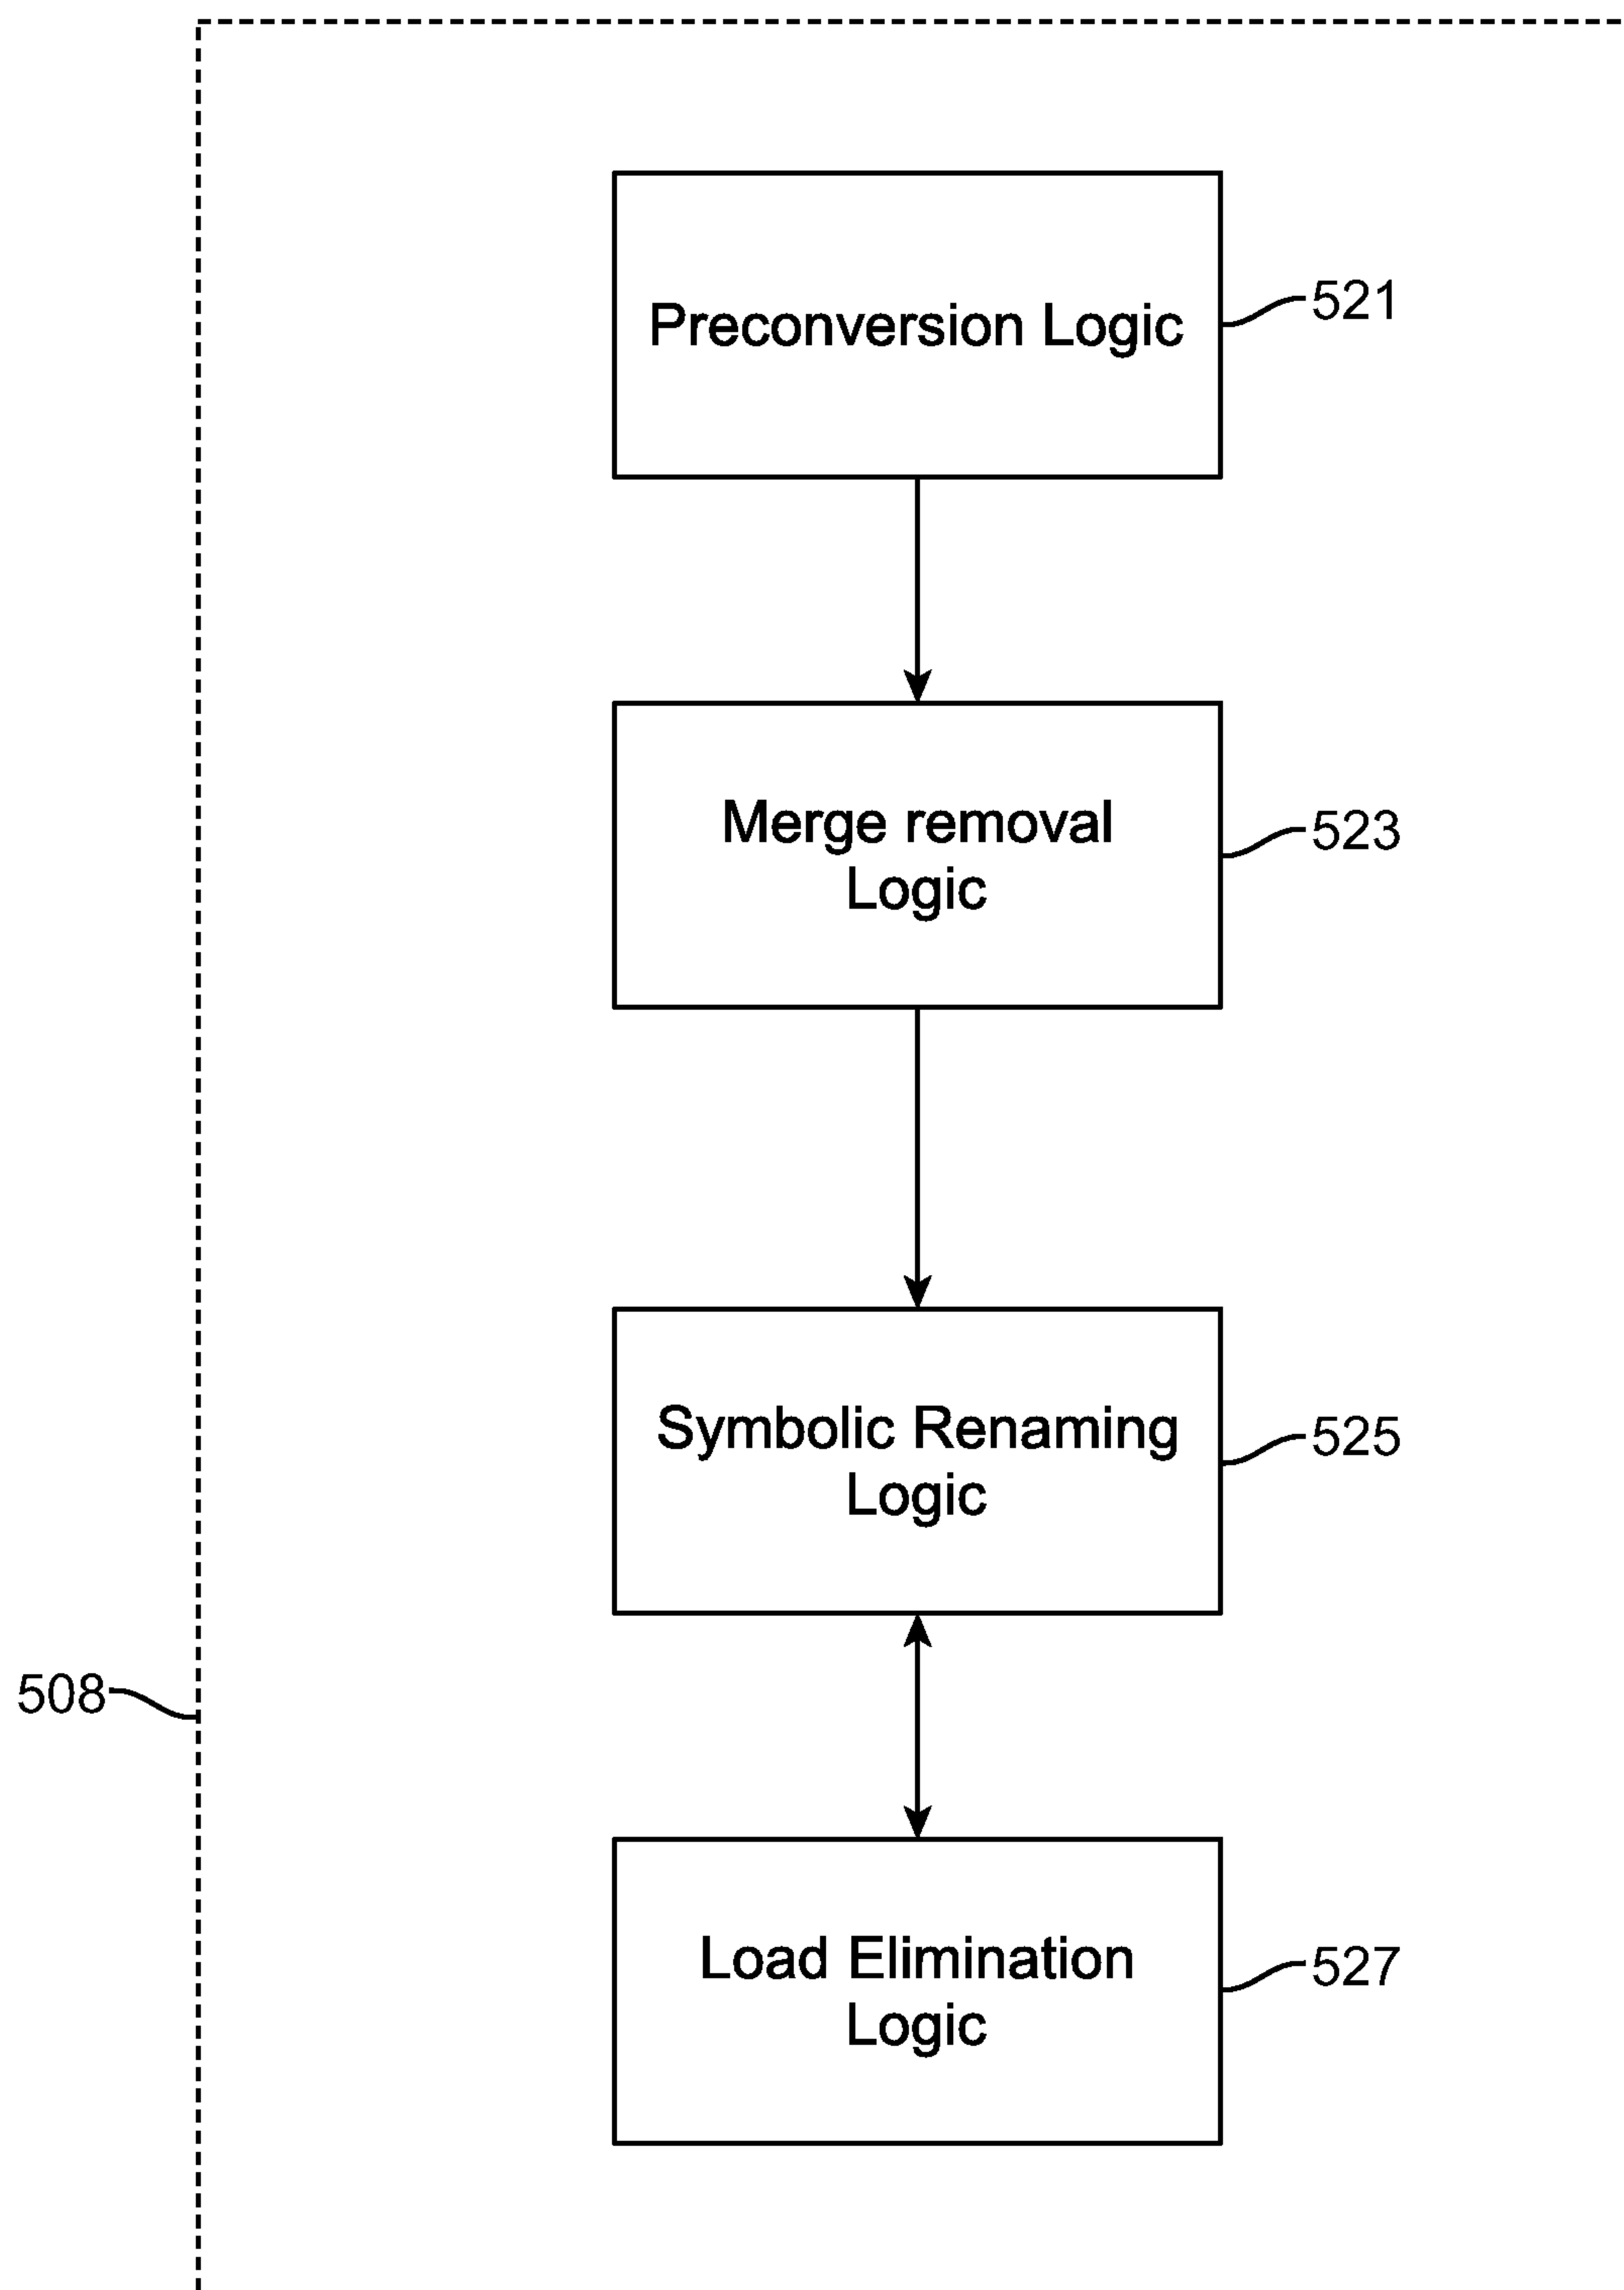 Preconversion Logic
521
Merge removal
Logic
523
Symbolic Renaming
Logic
525
508
Load Elimination
Logic
527